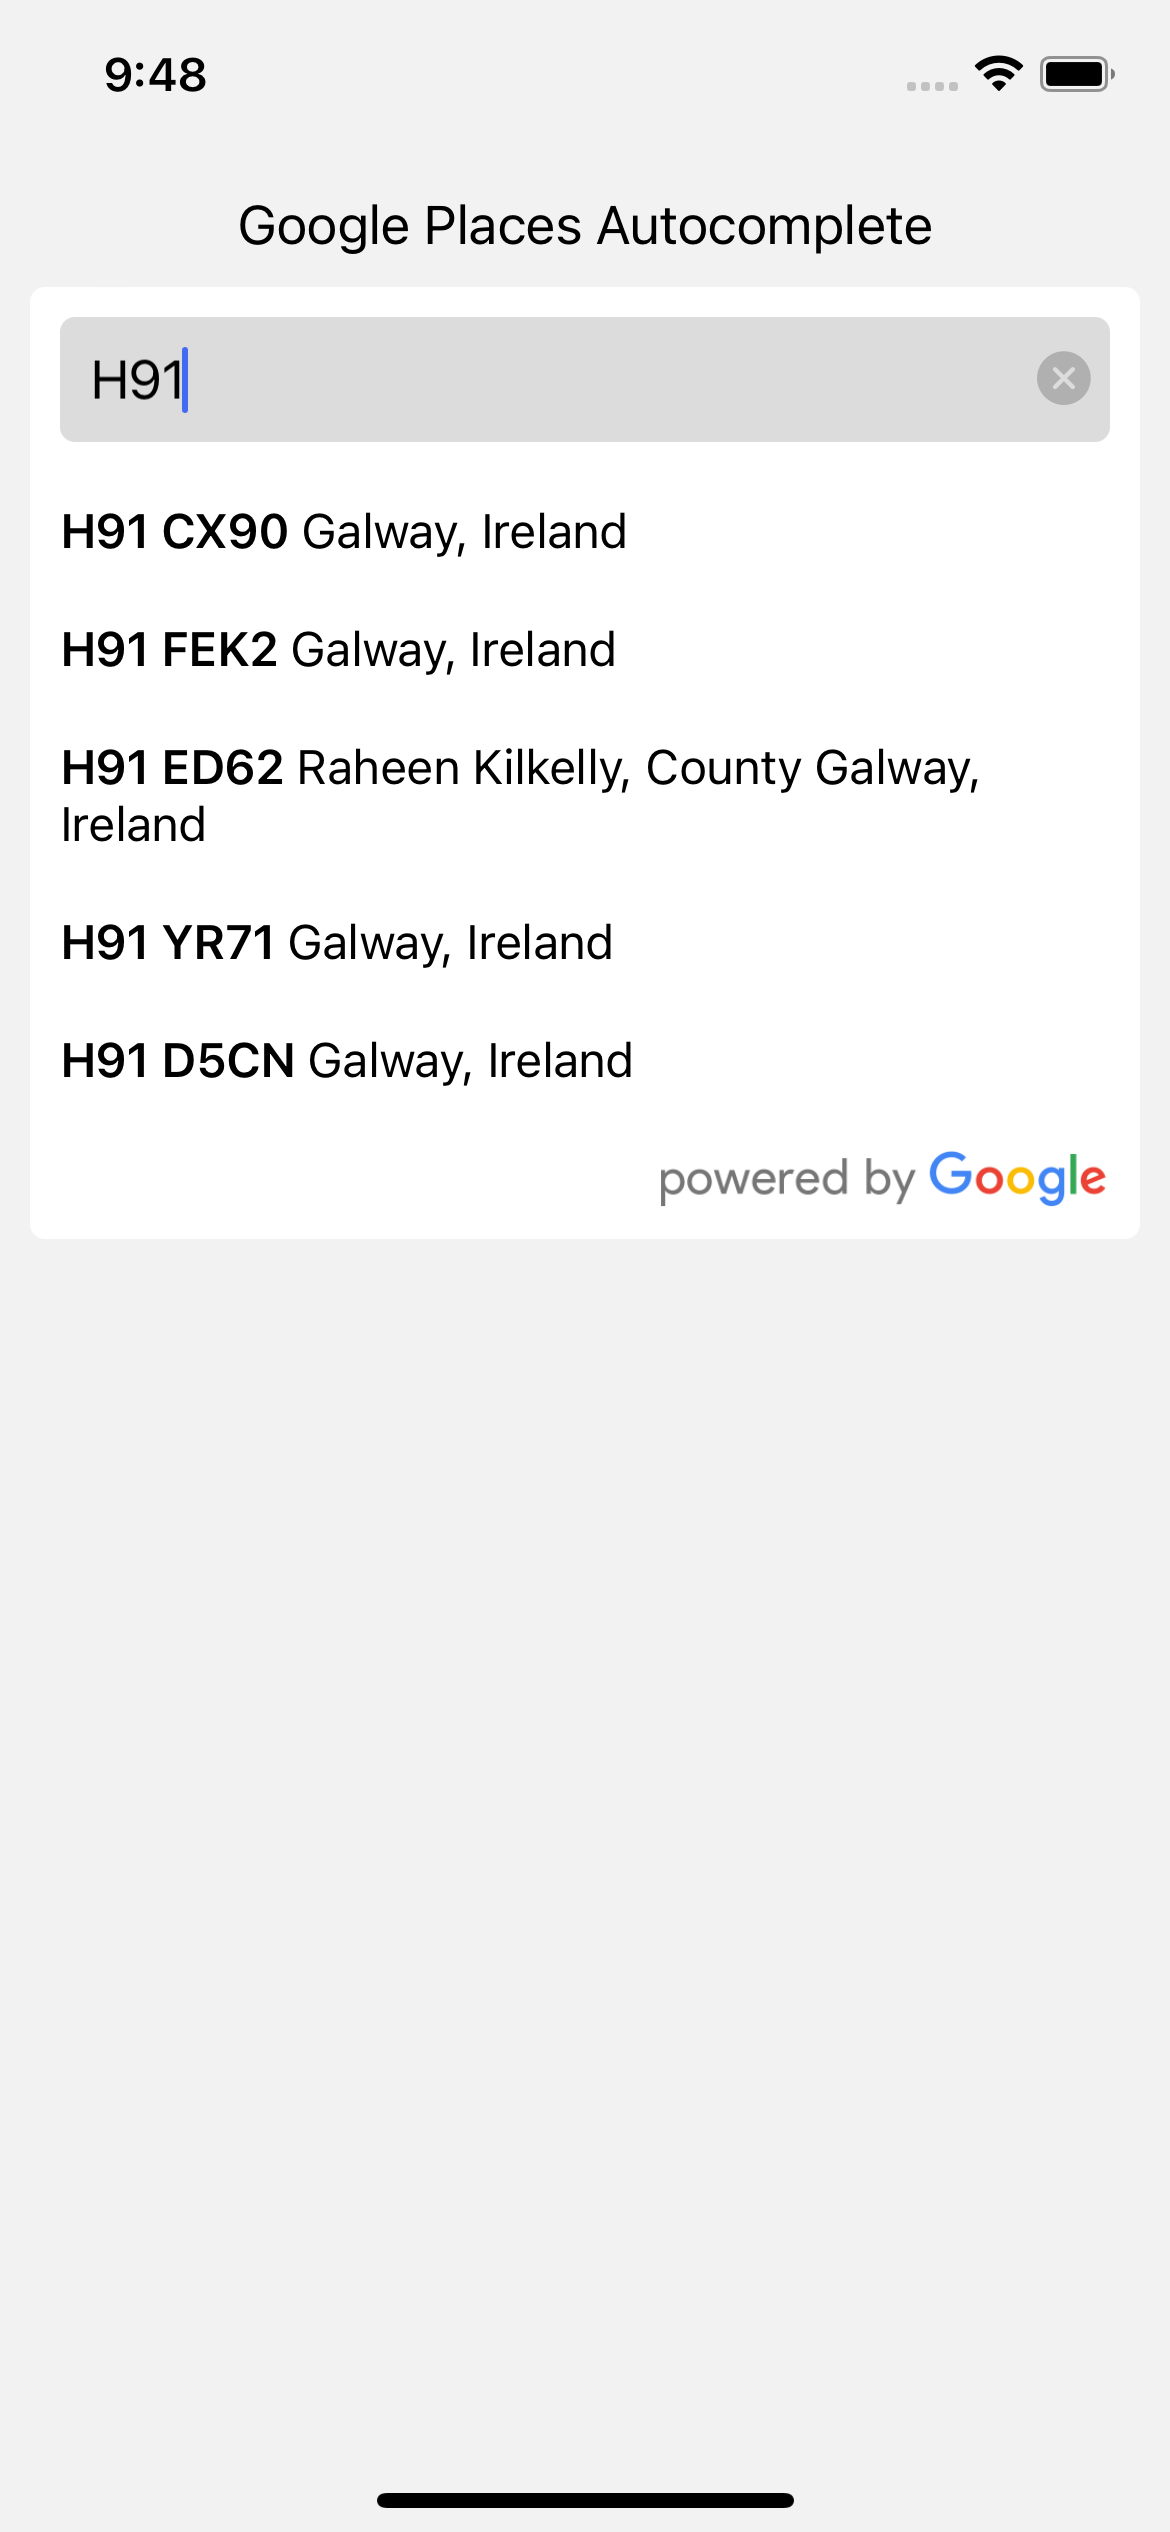 9:48
Google Places Autocomplete
H91
H91 CX90 Galway, Ireland
H91 FEK2 Galway, Ireland
H91 ED62 Raheen Kilkelly, County Galway,
Ireland
H91 YR71 Galway, Ireland
H91 D5CN Galway, Ireland
powered by Google